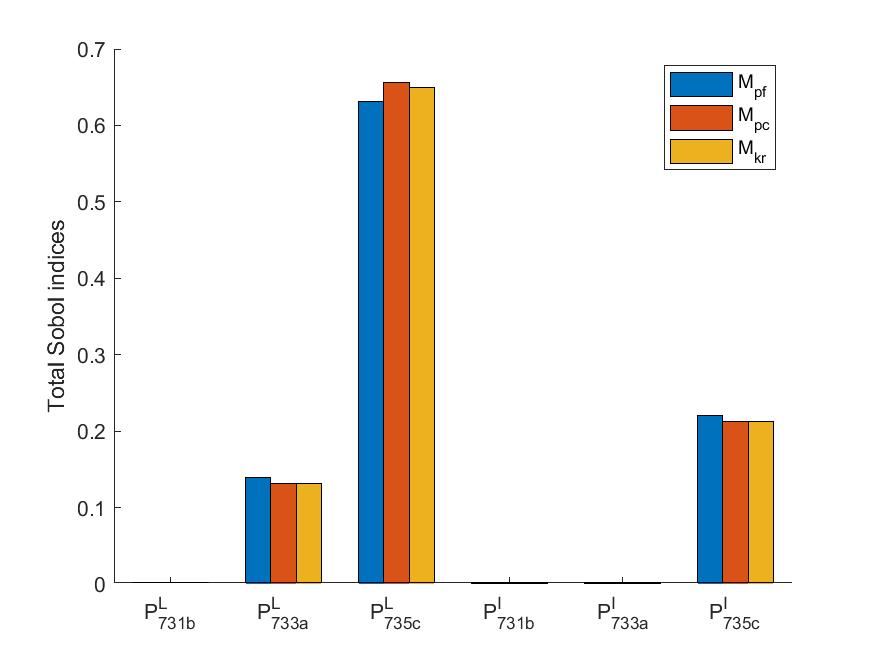 0.7
0.6
0.5
0.4
0.3
0.2
0.1
0
Total Sobol indices
M_pf
M_pc
M_kr
P^L_731b
P^L_733a
P^L_735c
P^I_731b
P^I_733a
P^I_735c